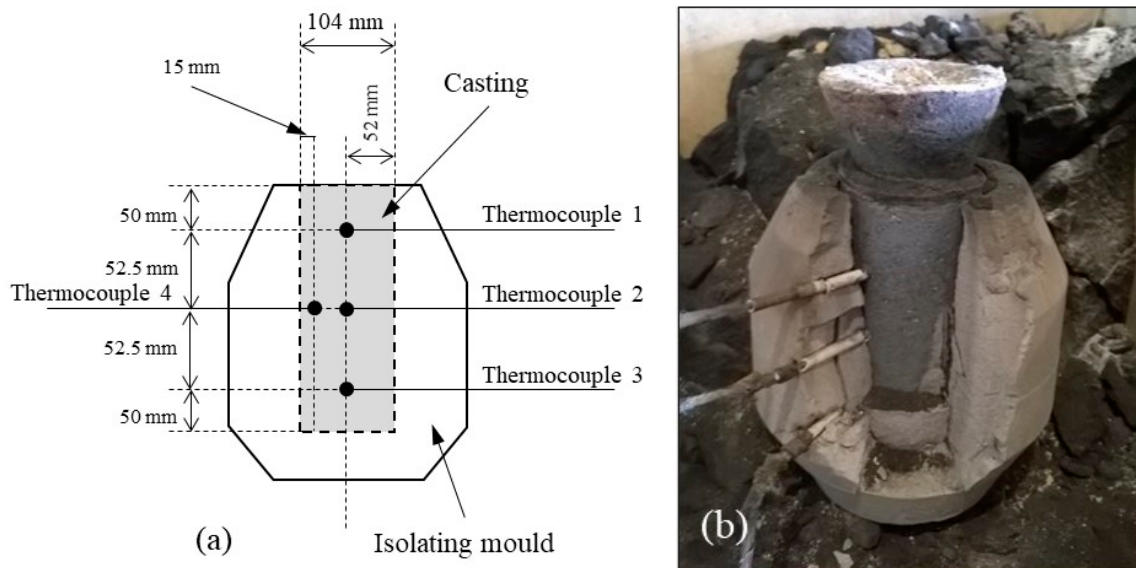 104 mm
15 mm
Casting
52 mm
50 mm
Thermocouple 1
52.5 mm
Thermocouple 4
Thermocouple 2
52.5 mm
Thermocouple 3
50 mm
(a)
Isolating mould
(b)